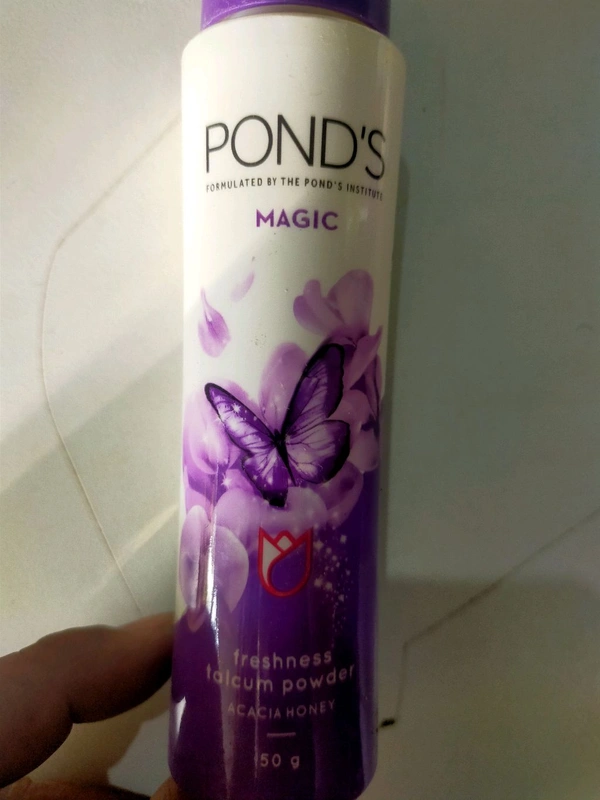 POND'S
FORMULATED BY THE POND'S INSTITUTE
MAGIC
freshness
talcum powder
ACACIA HONEY
50 g